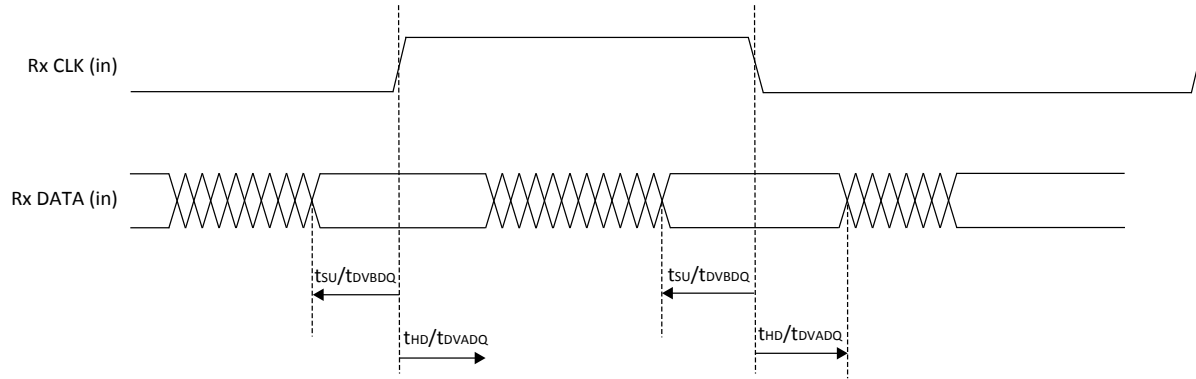 Rx CLK (in)
Rx DATA (in)
tSU/tDVBDQ
tSU/tDVBDQ
tHD/tDVADQ
tHD/tDVADQ